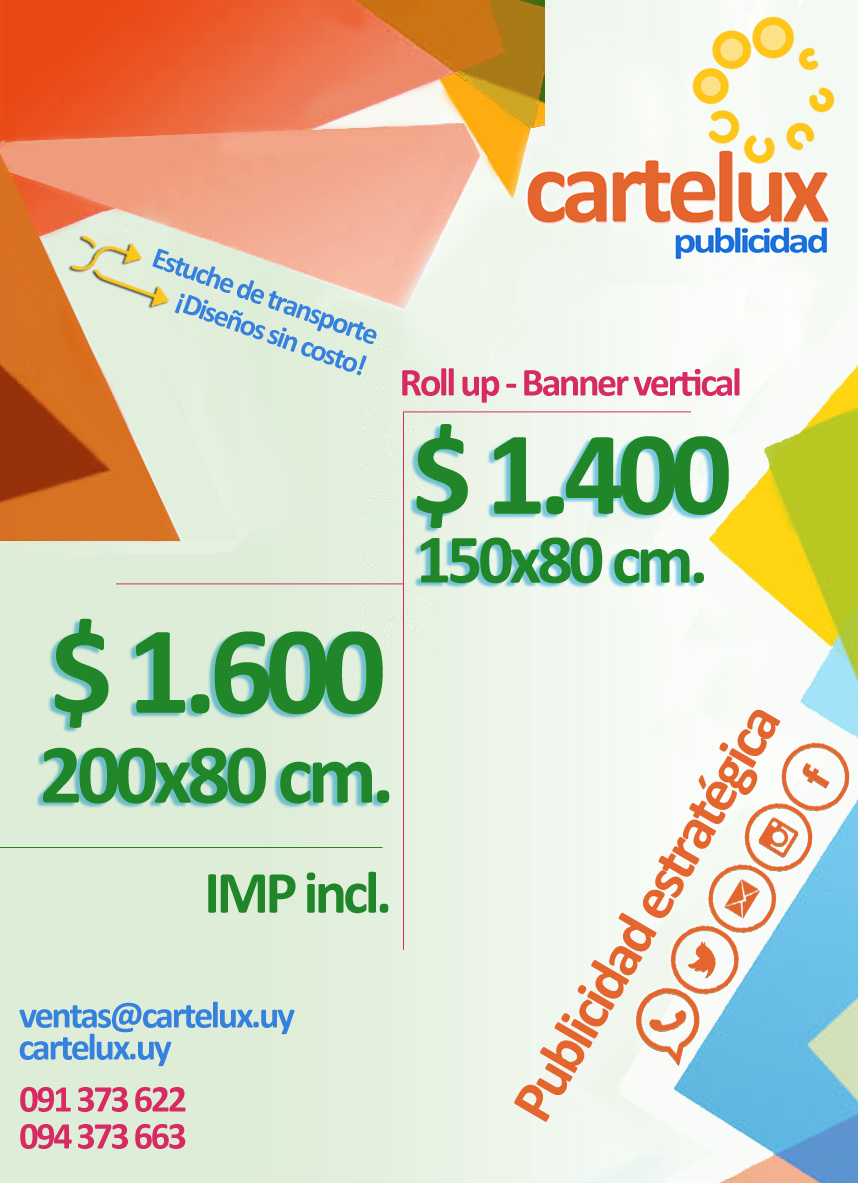 cartelux
publicidad
Estuche de transporte
¡Diseños sin costo!
Roll up - Banner vertical
$ 1.400
150x80 cm.
$ 1.600
200x80 cm.
IMP incl.
Publicidad estratégica
ventas@cartelux.uy
cartelux.uy
091 373 622
094 373 663